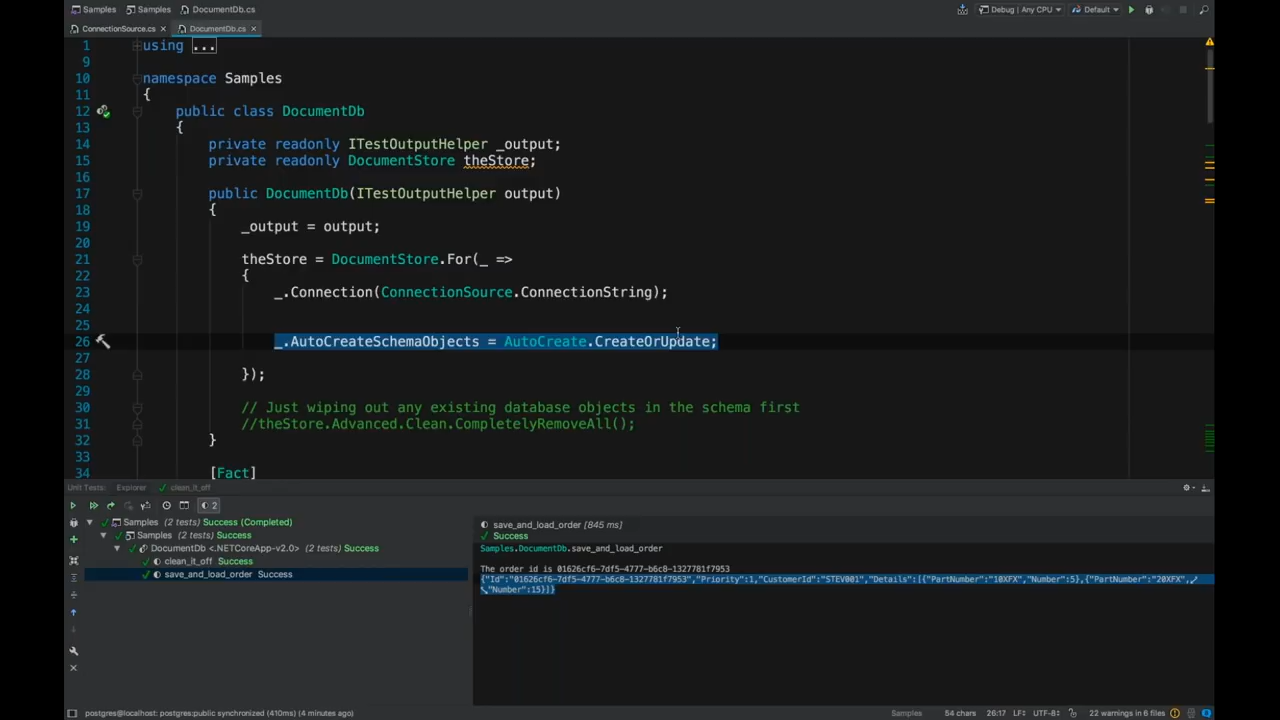 Samples Samples DocumentDb.cs Debug | Any CPU Default
ConnectionSource.cs × DocumentDb.cs ×
1 using ...
9
10 namespace Samples
11 {
12 public class DocumentDb
13 {
14 private readonly ITestOutputHelper _output;
15 private readonly DocumentStore theStore;
16
17 public DocumentDb(ITestOutputHelper output)
18 {
19 _output = output;
20
21 theStore = DocumentStore.For(_ =>
22 {
23 _.Connection(ConnectionSource.ConnectionString);
24
25
26 _.AutoCreateSchemaObjects = AutoCreate.CreateOrUpdate;
27
28 });
29
30 // Just wiping out any existing database objects in the schema first
31 //theStore.Advanced.Clean.CompletelyRemoveAll();
32 }
33
34 [Fact]
Unit Tests: Explorer clean_it_off
2
Samples (2 tests) Success (Completed)
Samples (2 tests) Success
DocumentDb <.NETCoreApp-v2.0> (2 tests) Success
clean_it_off Success
save_and_load_order Success
save_and_load_order [845 ms]
Success
Samples.DocumentDb.save_and_load_order
The order id is 01626cf6-7df5-4777-b6c8-1327781f7953
{"Id":"01626cf6-7df5-4777-b6c8-1327781f7953","Priority":1,"CustomerId":"STEV001","Details":[{"PartNumber":"10XFX","Number":5},{"PartNumber":"20XFX",
"Number":15}]}
postgres@localhost: postgres:public synchronized (410ms) (4 minutes ago) Samples 54 chars 26:17 LF÷ UTF-8÷ 22 warnings in 6 files